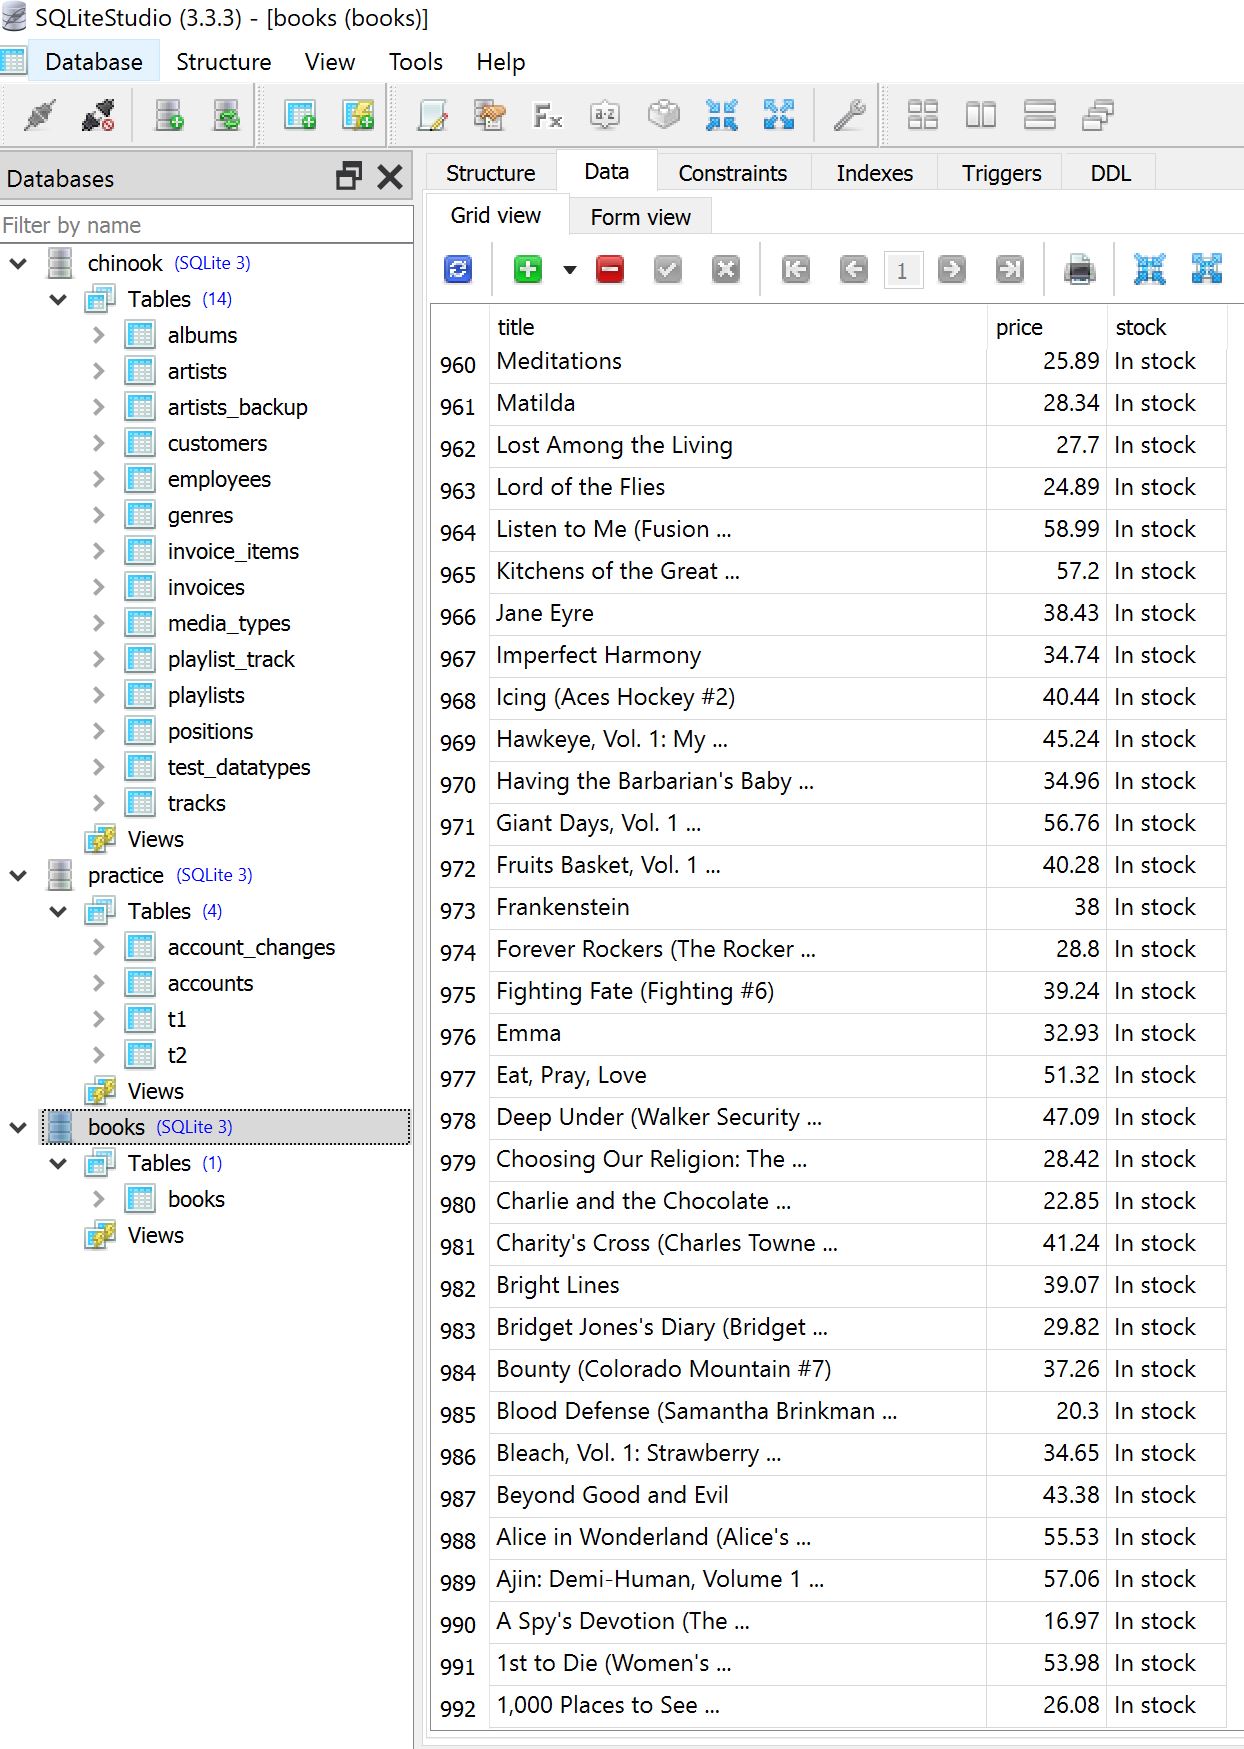 SQLiteStudio (3.3.3) - [books (books)]
Database Structure View Tools Help
Databases
Filter by name
chinook (SQLite 3)
Tables (14)
albums
artists
artists_backup
customers
employees
genres
invoice_items
invoices
media_types
playlist_track
playlists
positions
test_datatypes
tracks
Views
practice (SQLite 3)
Tables (4)
account_changes
accounts
t1
t2
Views
books (SQLite 3)
Tables (1)
books
Views
Structure Data Constraints Indexes Triggers DDL
Grid view Form view
1
title price stock
960 Meditations 25.89 In stock
961 Matilda 28.34 In stock
962 Lost Among the Living 27.7 In stock
963 Lord of the Flies 24.89 In stock
964 Listen to Me (Fusion ... 58.99 In stock
965 Kitchens of the Great ... 57.2 In stock
966 Jane Eyre 38.43 In stock
967 Imperfect Harmony 34.74 In stock
968 Icing (Aces Hockey #2) 40.44 In stock
969 Hawkeye, Vol. 1: My ... 45.24 In stock
970 Having the Barbarian's Baby ... 34.96 In stock
971 Giant Days, Vol. 1 ... 56.76 In stock
972 Fruits Basket, Vol. 1 ... 40.28 In stock
973 Frankenstein 38 In stock
974 Forever Rockers (The Rocker ... 28.8 In stock
975 Fighting Fate (Fighting #6) 39.24 In stock
976 Emma 32.93 In stock
977 Eat, Pray, Love 51.32 In stock
978 Deep Under (Walker Security ... 47.09 In stock
979 Choosing Our Religion: The ... 28.42 In stock
980 Charlie and the Chocolate ... 22.85 In stock
981 Charity's Cross (Charles Towne ... 41.24 In stock
982 Bright Lines 39.07 In stock
983 Bridget Jones's Diary (Bridget ... 29.82 In stock
984 Bounty (Colorado Mountain #7) 37.26 In stock
985 Blood Defense (Samantha Brinkman ... 20.3 In stock
986 Bleach, Vol. 1: Strawberry ... 34.65 In stock
987 Beyond Good and Evil 43.38 In stock
988 Alice in Wonderland (Alice's ... 55.53 In stock
989 Ajin: Demi-Human, Volume 1 ... 57.06 In stock
990 A Spy's Devotion (The ... 16.97 In stock
991 1st to Die (Women's ... 53.98 In stock
992 1,000 Places to See ... 26.08 In stock